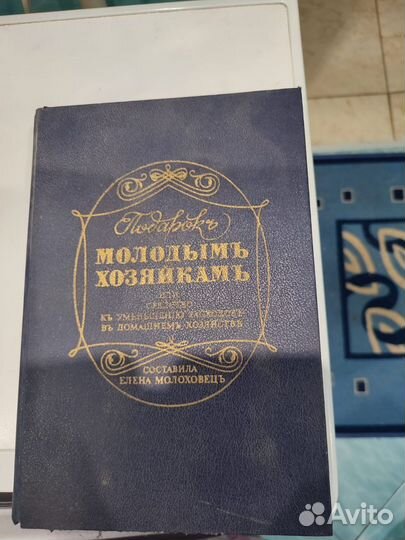 Подарокъ
МОЛОДЫМЪ
ХОЗЯЙКАМЪ
ИЛИ
СРЕДСТВО
КЪ УМЕНЬШЕНІЮ РАСХОДОВЪ
ВЪ ДОМАШНЕМЪ ХОЗЯЙСТВѢ
СОСТАВИЛА
ЕЛЕНА МОЛОХОВЕЦЪ
Avito